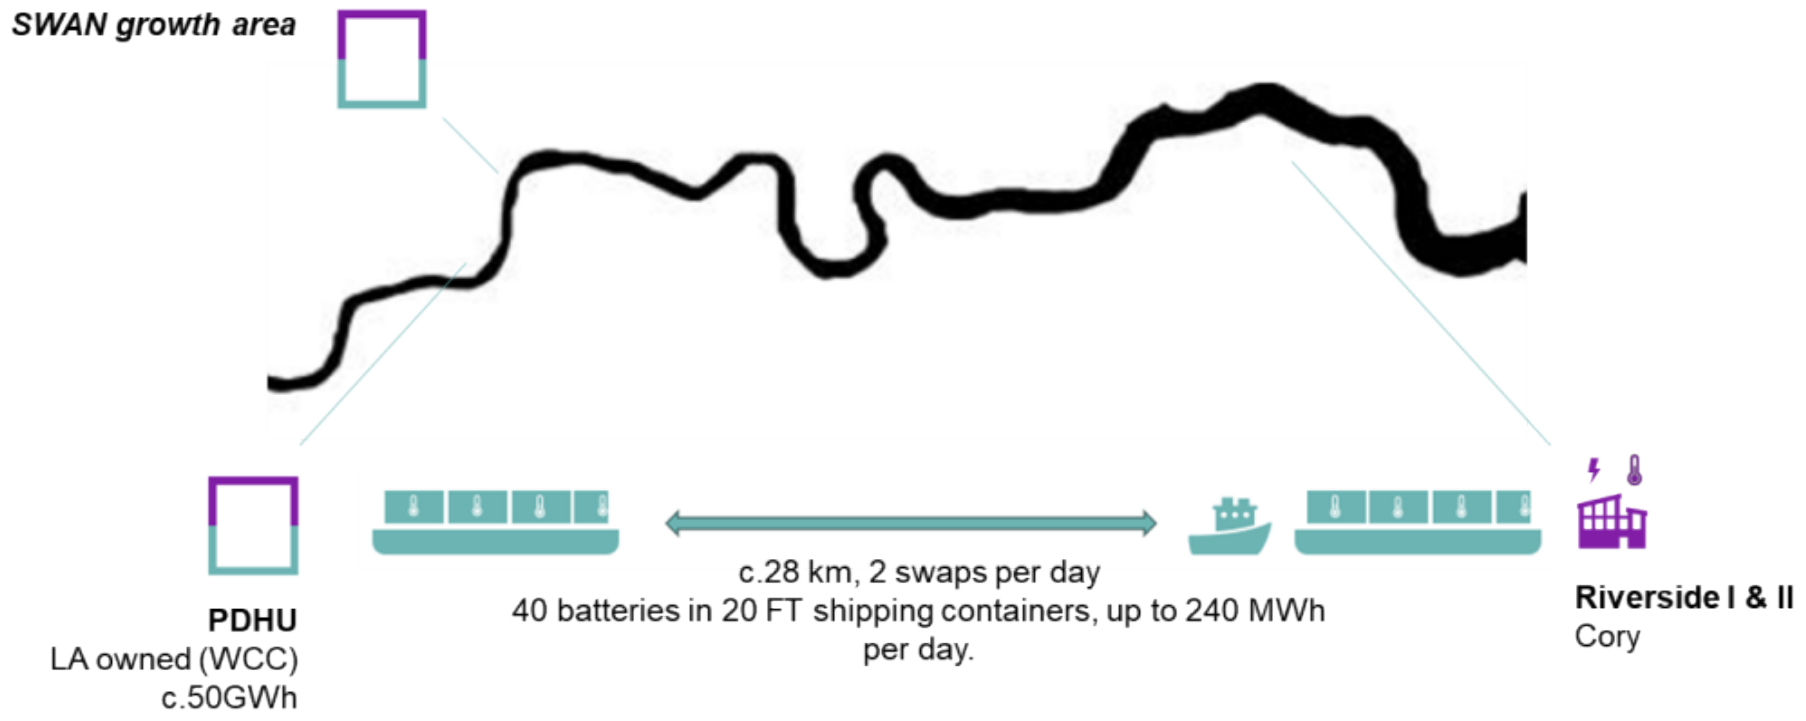 SWAN growth area
c.28 km, 2 swaps per day
40 batteries in 20 FT shipping containers, up to 240 MWh
per day.
PDHU
LA owned (WCC)
c.50GWh
Riverside I & II
Cory